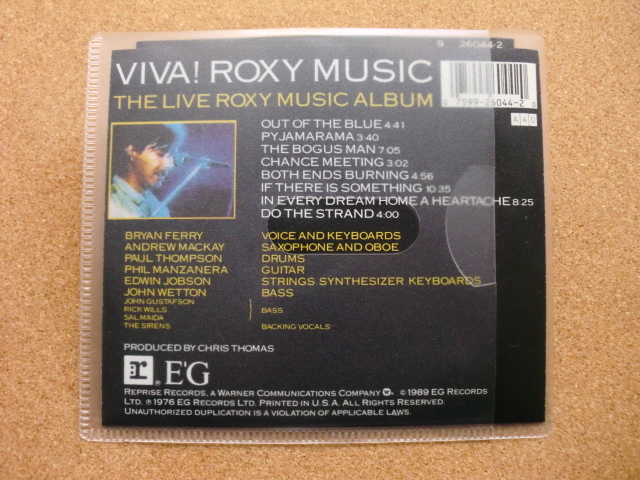 9 26044-2
VIVA! ROXY MUSIC
THE LIVE ROXY MUSIC ALBUM
7599-26044-2
A A D
OUT OF THE BLUE 4:41
PYJAMARAMA 3:40
THE BOGUS MAN 7:05
CHANCE MEETING 3:02
BOTH ENDS BURNING 4:56
IF THERE IS SOMETHING 10:35
IN EVERY DREAM HOME A HEARTACHE 8:25
DO THE STRAND 4:00
BRYAN FERRY VOICE AND KEYBOARDS
ANDREW MACKAY SAXOPHONE AND OBOE
PAUL THOMPSON DRUMS
PHIL MANZANERA GUITAR
EDWIN JOBSON STRINGS SYNTHESIZER KEYBOARDS
JOHN WETTON BASS
JOHN GUSTAFSON
RICK WILLS BASS
SAL MAIDA
THE SIRENS BACKING VOCALS
PRODUCED BY CHRIS THOMAS
r ® E'G
REPRISE RECORDS, A WARNER COMMUNICATIONS COMPANY ® © 1989 EG RECORDS
LTD. ℗ 1976 EG RECORDS LTD. PRINTED IN U.S.A. ALL RIGHTS RESERVED.
UNAUTHORIZED DUPLICATION IS A VIOLATION OF APPLICABLE LAWS.